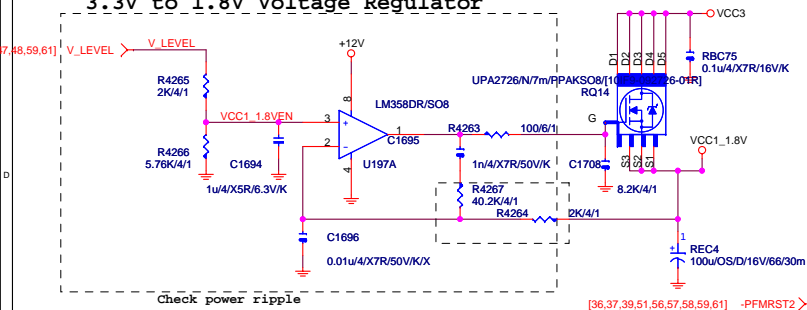 3.3V to 1.8V Voltage Regulator
VCC3
47,48,59,61] V_LEVEL V_LEVEL
+12V
D1 D2 D3 D4 D5
RBC75
0.1u/4/X7R/16V/K
R4265
2K/4/1
UPA2726/N/7m/PPAKSO8/[10
26-01R]
RQ14
LM358DR/SO8
VCC1_1.8VEN
8
3
+
1
C1695
R4263
100/6/1
G
2
-
4
U197A
VCC1_1.8V
R4266
5.76K/4/1
C1694
1u/4/X5R/6.3V/K
1n/4/X7R/50V/K
C1708
S3 S2 S1
D
R4267
40.2K/4/1
8.2K/4/1
R4264
2K/4/1
C1696
0.01u/4/X7R/50V/K/X
1
+
REC4
100u/OS/D/16V/66/30m
Check power ripple
[36,37,39,51,56,57,58,59,61] -PFMRST2